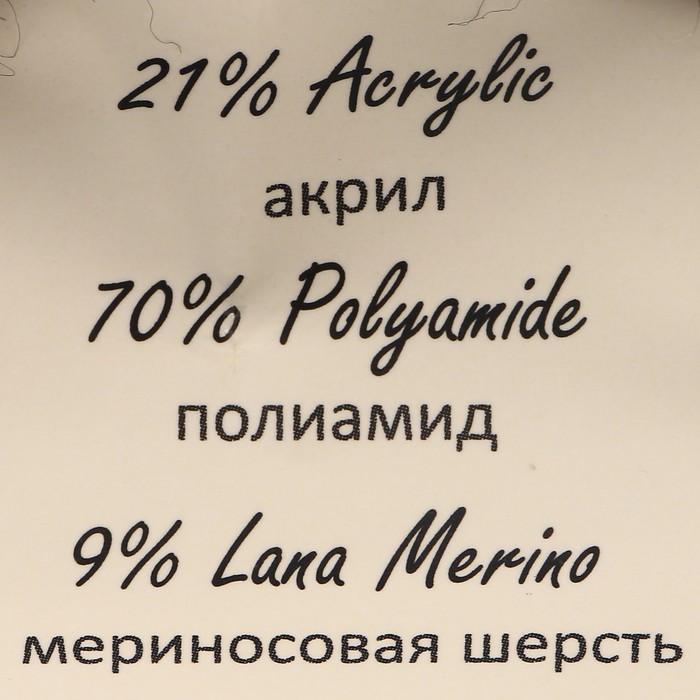 21% Acrylic
акрил
70% Polyamide
полиамид
9% Lana Merino
мериносовая шерсть